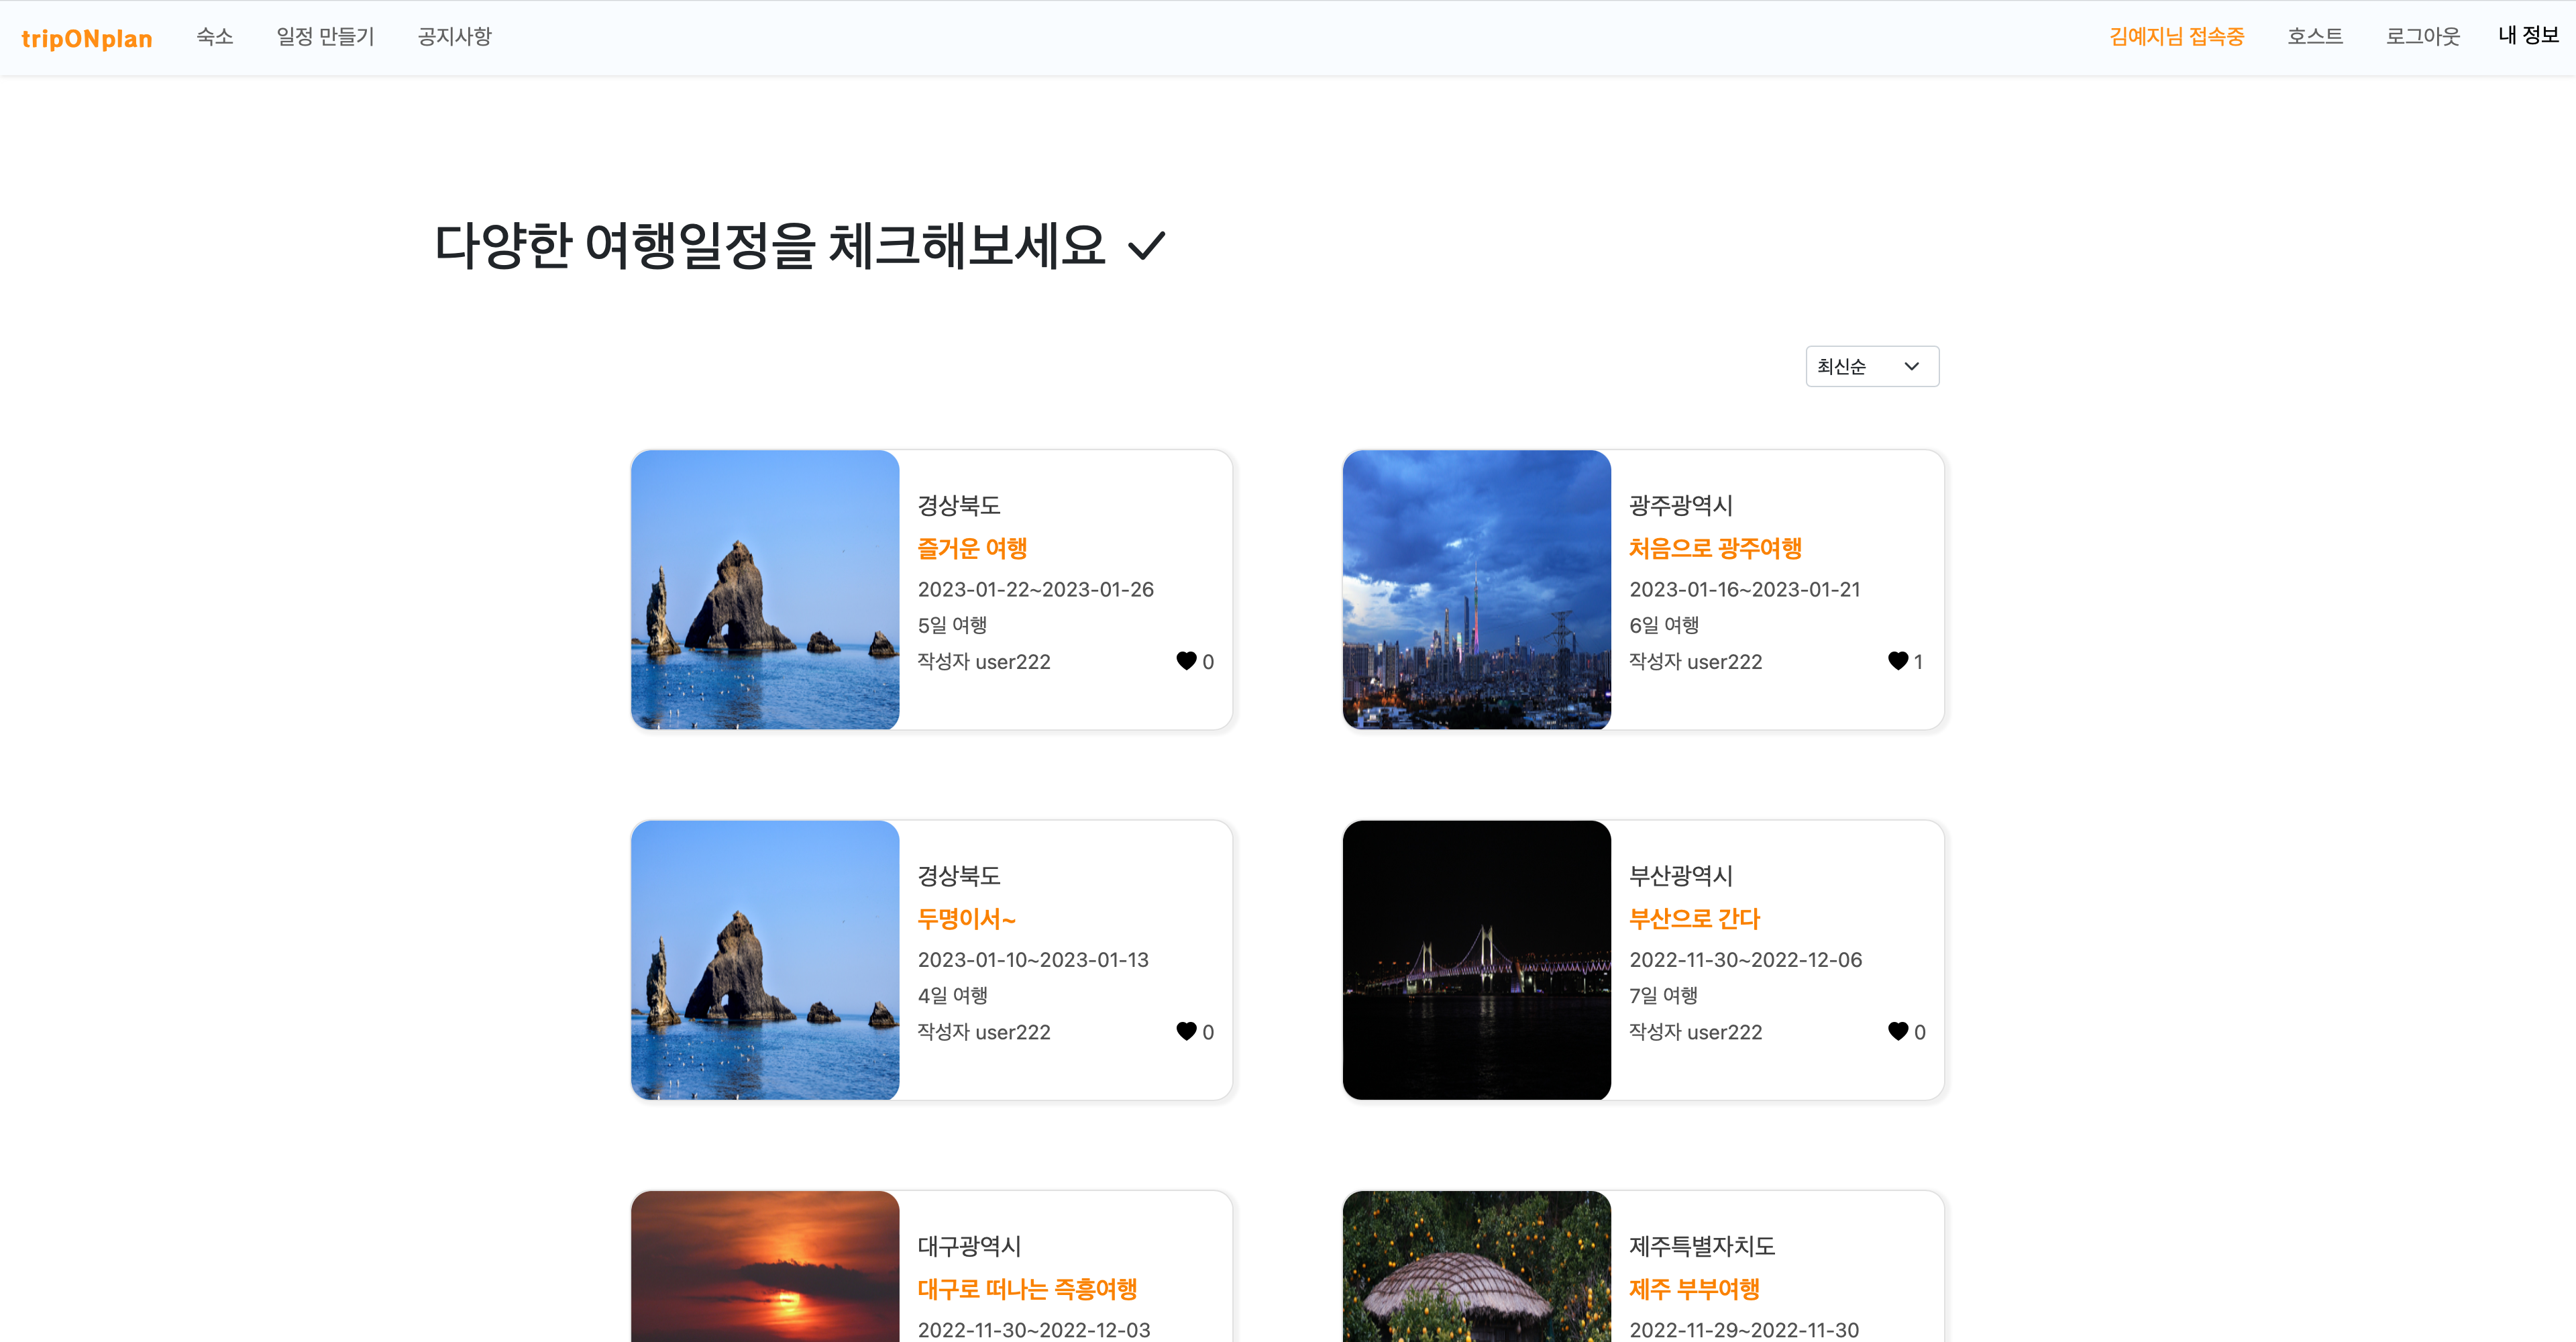 tripONplan 숙소 일정 만들기 공지사항 김예지님 접속중 호스트 로그아웃 내 정보
다양한 여행일정을 체크해보세요
최신순
경상북도
즐거운 여행
2023-01-22~2023-01-26
5일 여행
작성자 user222 0
광주광역시
처음으로 광주여행
2023-01-16~2023-01-21
6일 여행
작성자 user222 1
경상북도
두명이서~
2023-01-10~2023-01-13
4일 여행
작성자 user222 0
부산광역시
부산으로 간다
2022-11-30~2022-12-06
7일 여행
작성자 user222 0
대구광역시
대구로 떠나는 즉흥여행
2022-11-30~2022-12-03
제주특별자치도
제주 부부여행
2022-11-29~2022-11-30